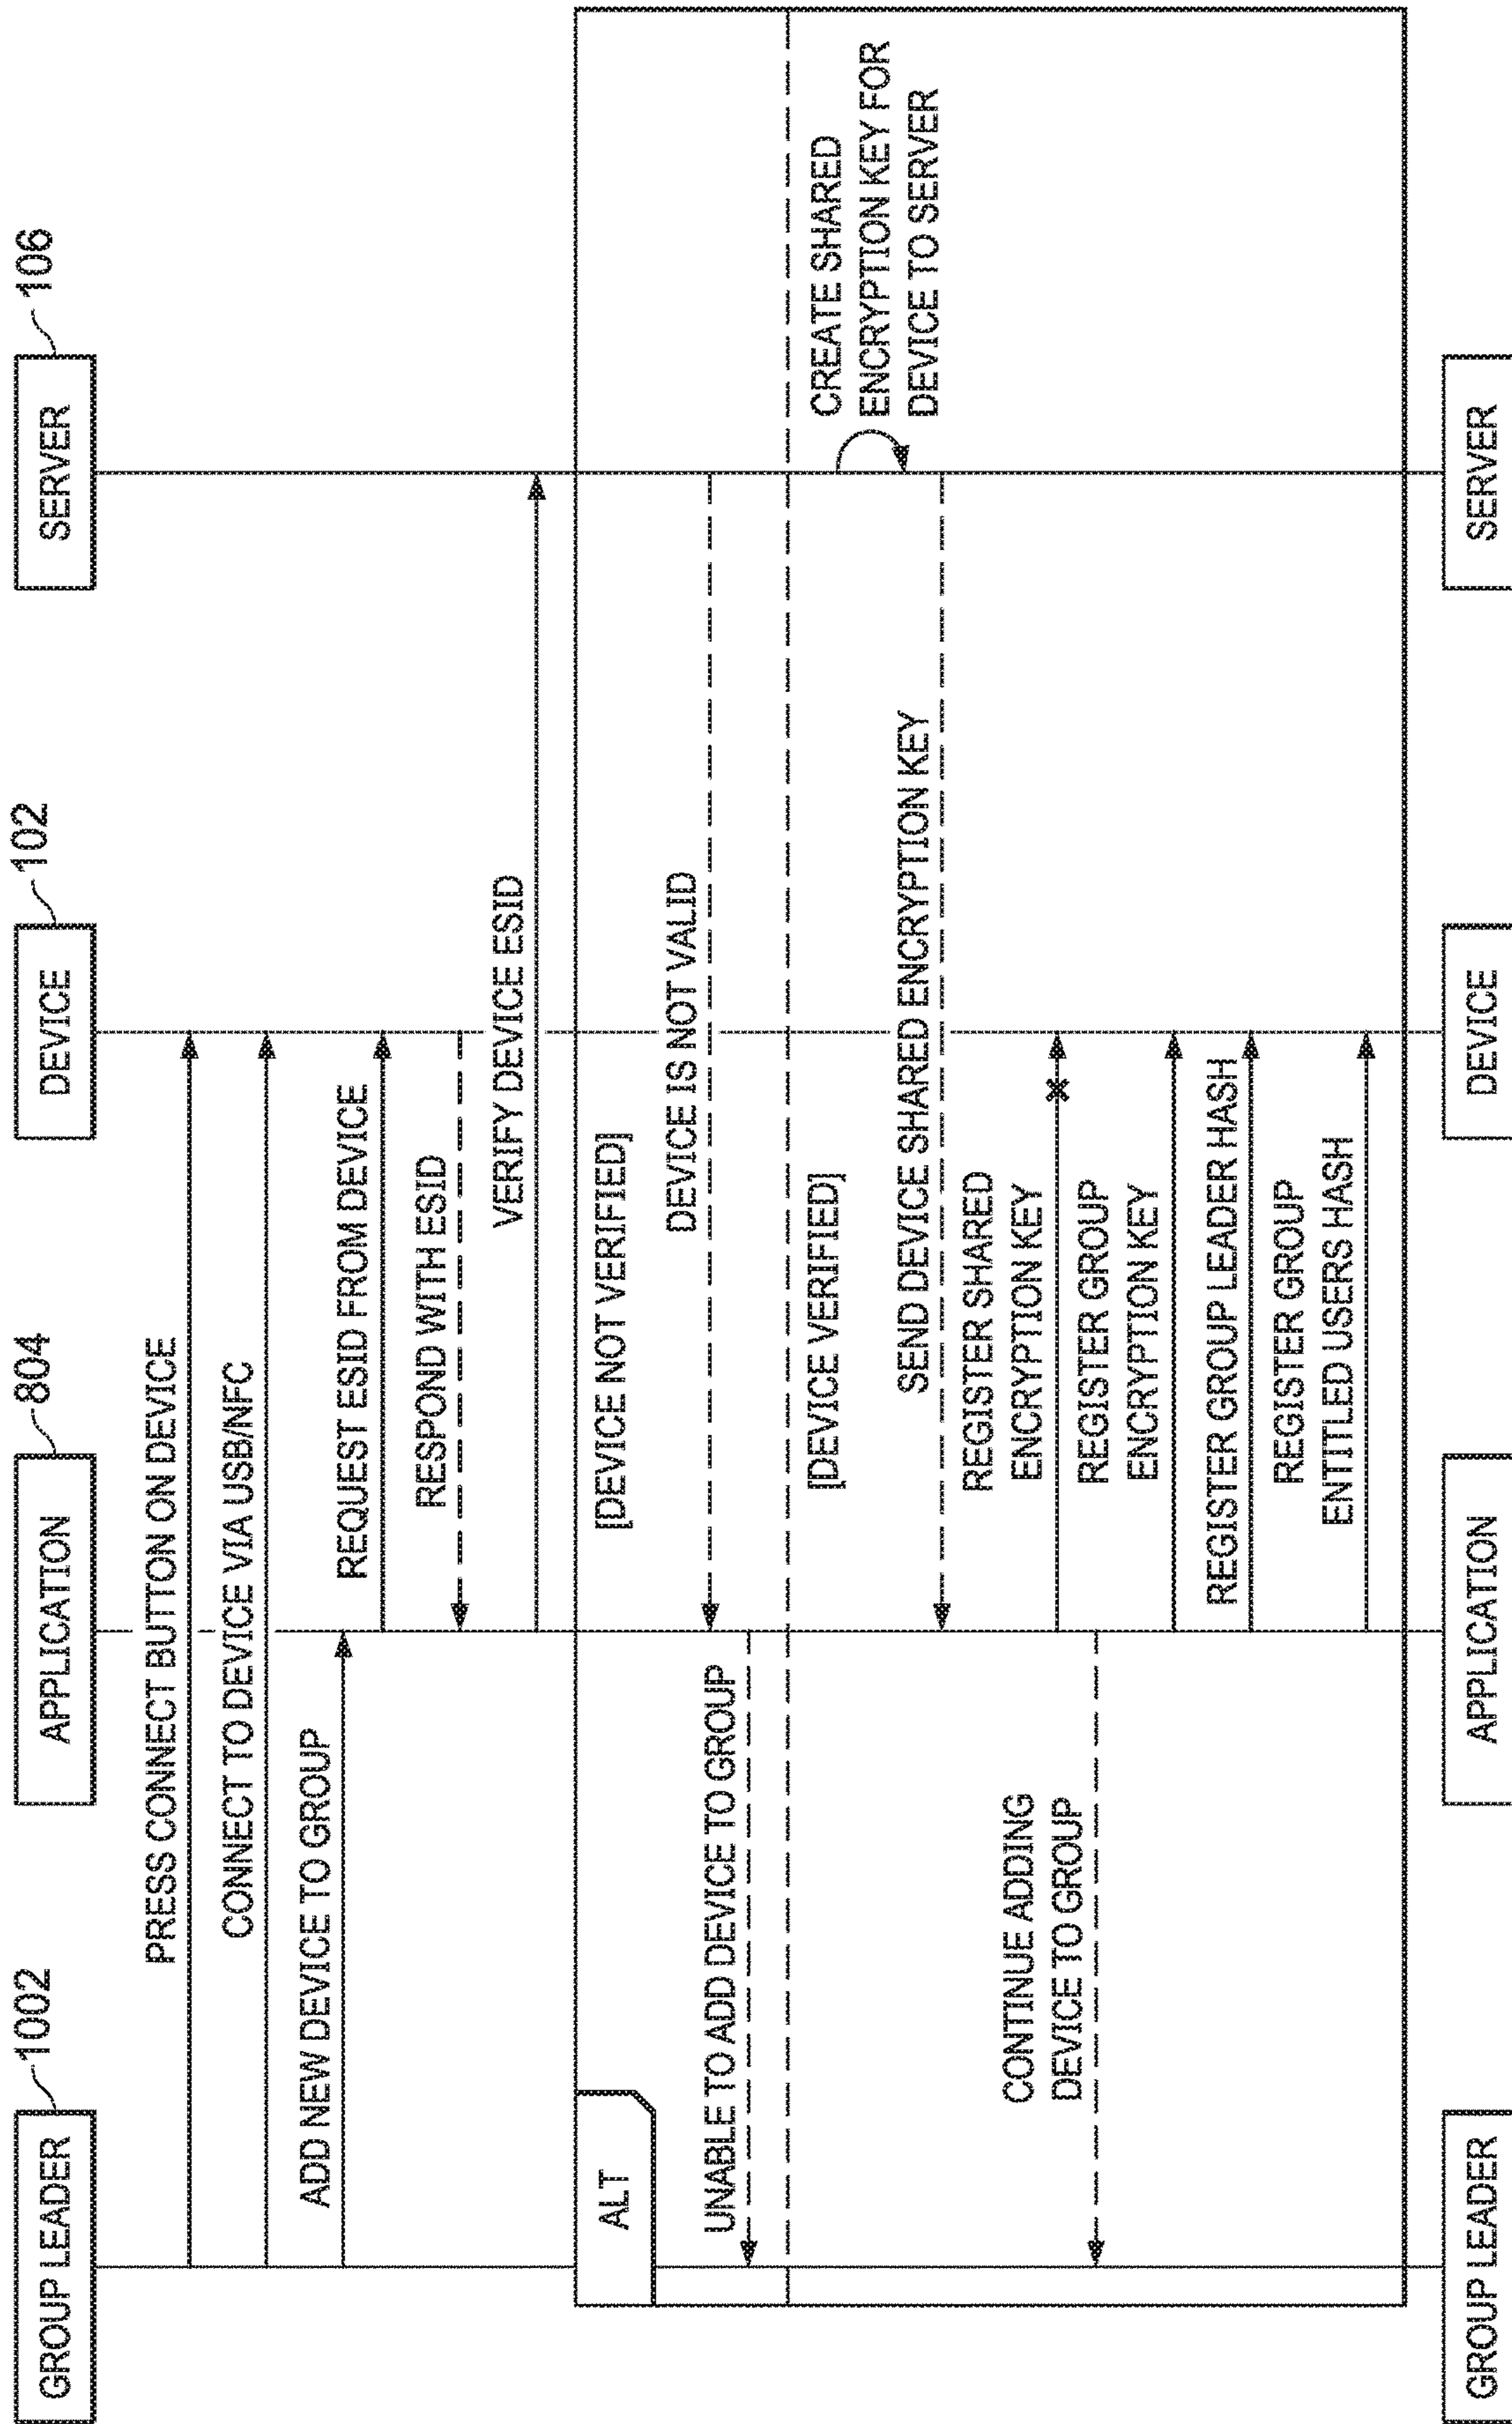 GROUP LEADER
1002
APPLICATION
804
DEVICE
102
SERVER
106
PRESS CONNECT BUTTON ON DEVICE
CONNECT TO DEVICE VIA USB/NFC
ADD NEW DEVICE TO GROUP
REQUEST ESID FROM DEVICE
RESPOND WITH ESID
VERIFY DEVICE ESID
ALT
[DEVICE NOT VERIFIED]
DEVICE IS NOT VALID
UNABLE TO ADD DEVICE TO GROUP
[DEVICE VERIFIED]
CREATE SHARED
ENCRYPTION KEY FOR
DEVICE TO SERVER
SEND DEVICE SHARED ENCRYPTION KEY
REGISTER SHARED
ENCRYPTION KEY
CONTINUE ADDING
DEVICE TO GROUP
REGISTER GROUP
ENCRYPTION KEY
REGISTER GROUP LEADER HASH
REGISTER GROUP
ENTITLED USERS HASH
GROUP LEADER
APPLICATION
DEVICE
SERVER